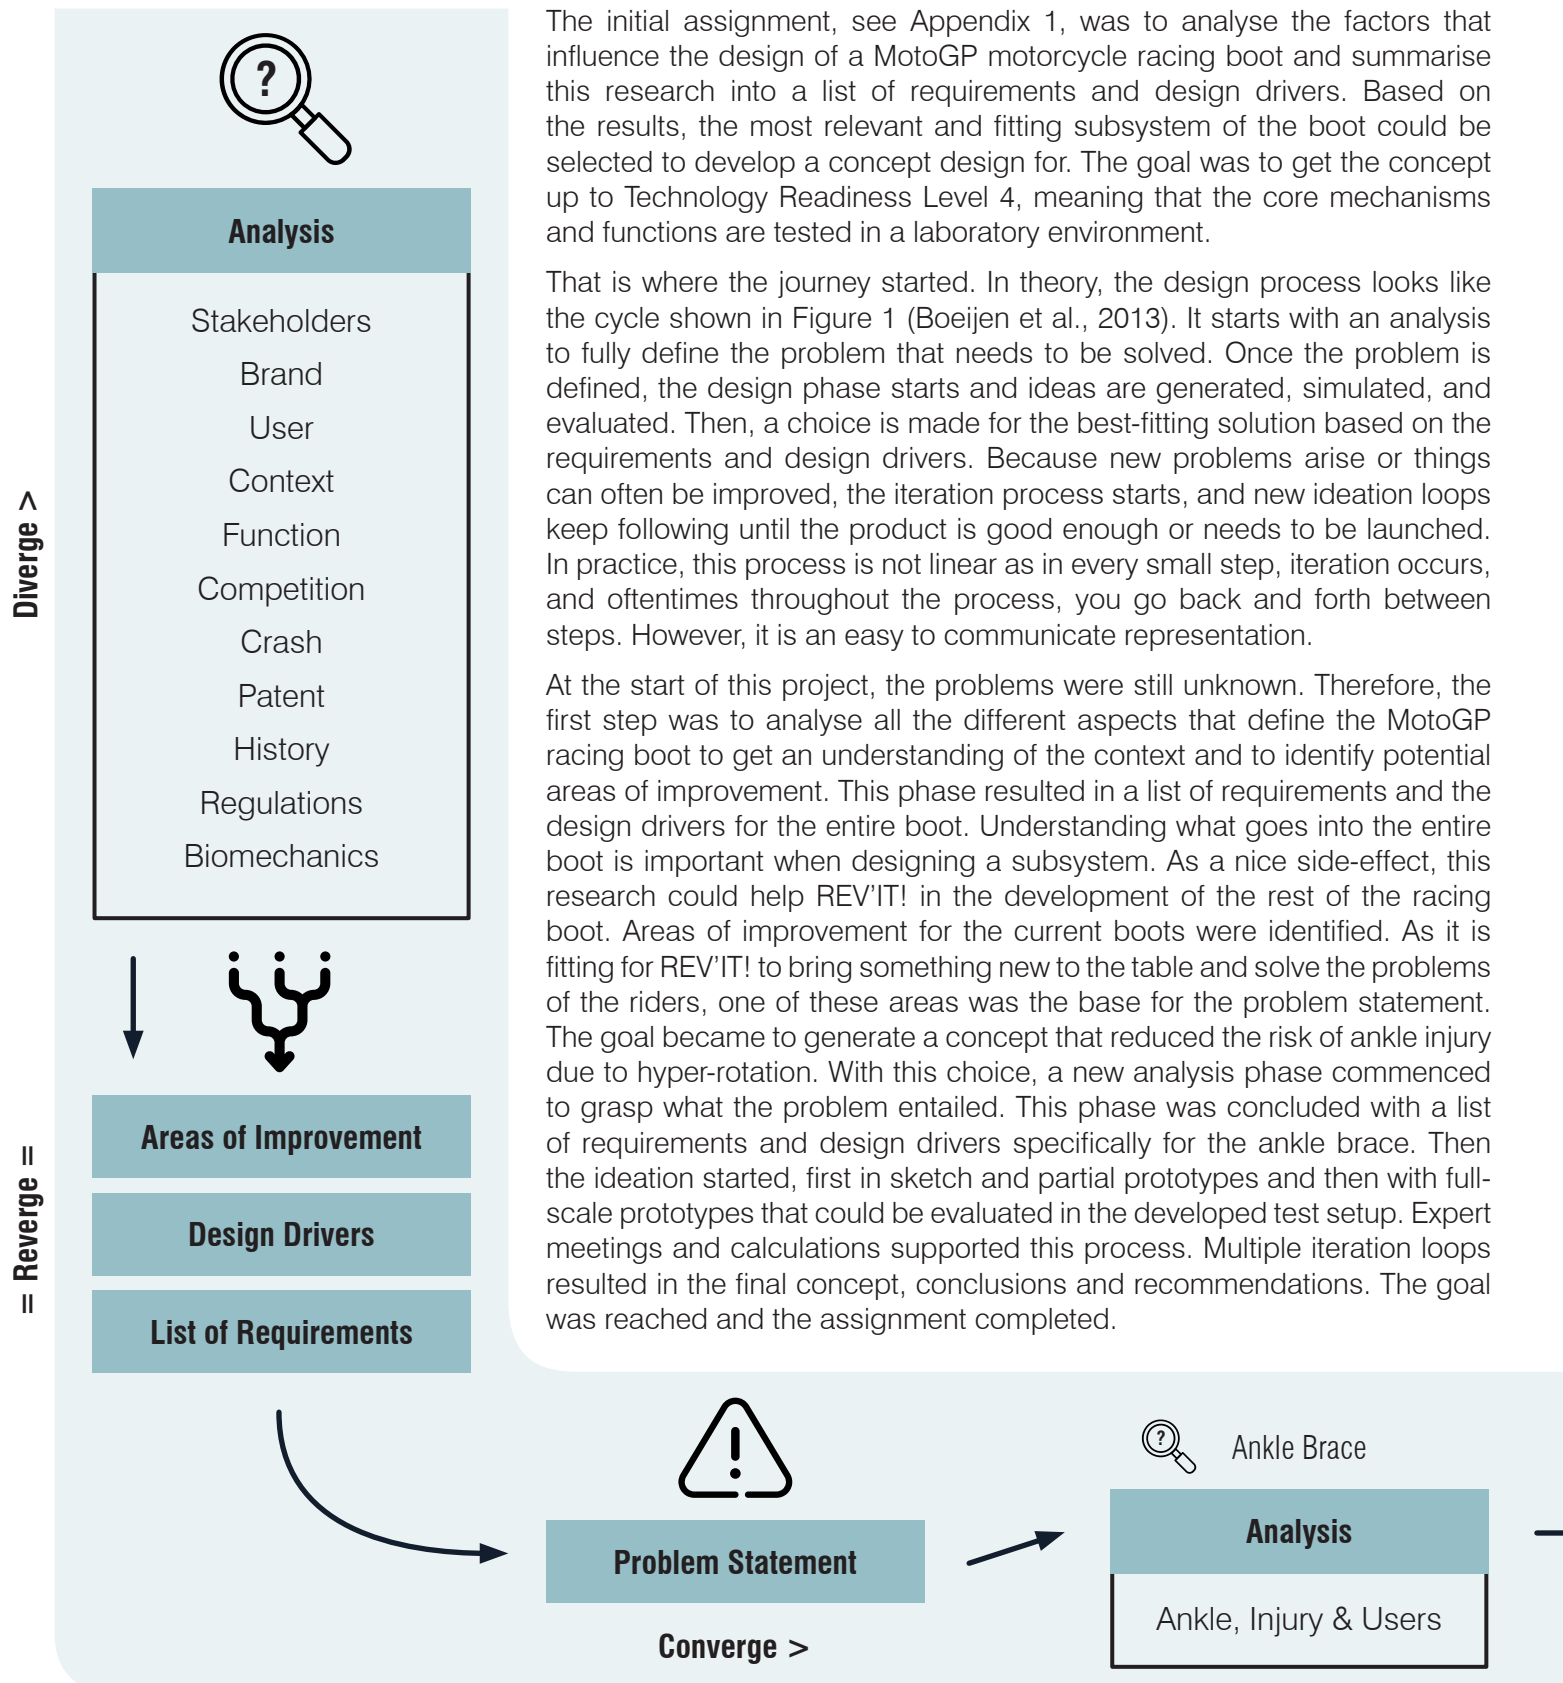 ?
Analysis
Stakeholders
Brand
User
Context
Function
Competition
Crash
Patent
History
Regulations
Biomechanics
Diverge >
Areas of Improvement
Design Drivers
List of Requirements
= Reverge =
The initial assignment, see Appendix 1, was to analyse the factors that
influence the design of a MotoGP motorcycle racing boot and summarise
this research into a list of requirements and design drivers. Based on
the results, the most relevant and fitting subsystem of the boot could be
selected to develop a concept design for. The goal was to get the concept
up to Technology Readiness Level 4, meaning that the core mechanisms
and functions are tested in a laboratory environment.
That is where the journey started. In theory, the design process looks like
the cycle shown in Figure 1 (Boeijen et al., 2013). It starts with an analysis
to fully define the problem that needs to be solved. Once the problem is
defined, the design phase starts and ideas are generated, simulated, and
evaluated. Then, a choice is made for the best-fitting solution based on the
requirements and design drivers. Because new problems arise or things
can often be improved, the iteration process starts, and new ideation loops
keep following until the product is good enough or needs to be launched.
In practice, this process is not linear as in every small step, iteration occurs,
and oftentimes throughout the process, you go back and forth between
steps. However, it is an easy to communicate representation.
At the start of this project, the problems were still unknown. Therefore, the
first step was to analyse all the different aspects that define the MotoGP
racing boot to get an understanding of the context and to identify potential
areas of improvement. This phase resulted in a list of requirements and the
design drivers for the entire boot. Understanding what goes into the entire
boot is important when designing a subsystem. As a nice side-effect, this
research could help REV'IT! in the development of the rest of the racing
boot. Areas of improvement for the current boots were identified. As it is
fitting for REV'IT! to bring something new to the table and solve the problems
of the riders, one of these areas was the base for the problem statement.
The goal became to generate a concept that reduced the risk of ankle injury
due to hyper-rotation. With this choice, a new analysis phase commenced
to grasp what the problem entailed. This phase was concluded with a list
of requirements and design drivers specifically for the ankle brace. Then
the ideation started, first in sketch and partial prototypes and then with full-
scale prototypes that could be evaluated in the developed test setup. Expert
meetings and calculations supported this process. Multiple iteration loops
resulted in the final concept, conclusions and recommendations. The goal
was reached and the assignment completed.
Problem Statement
Converge >
?
Ankle Brace
Analysis
Ankle, Injury & Users